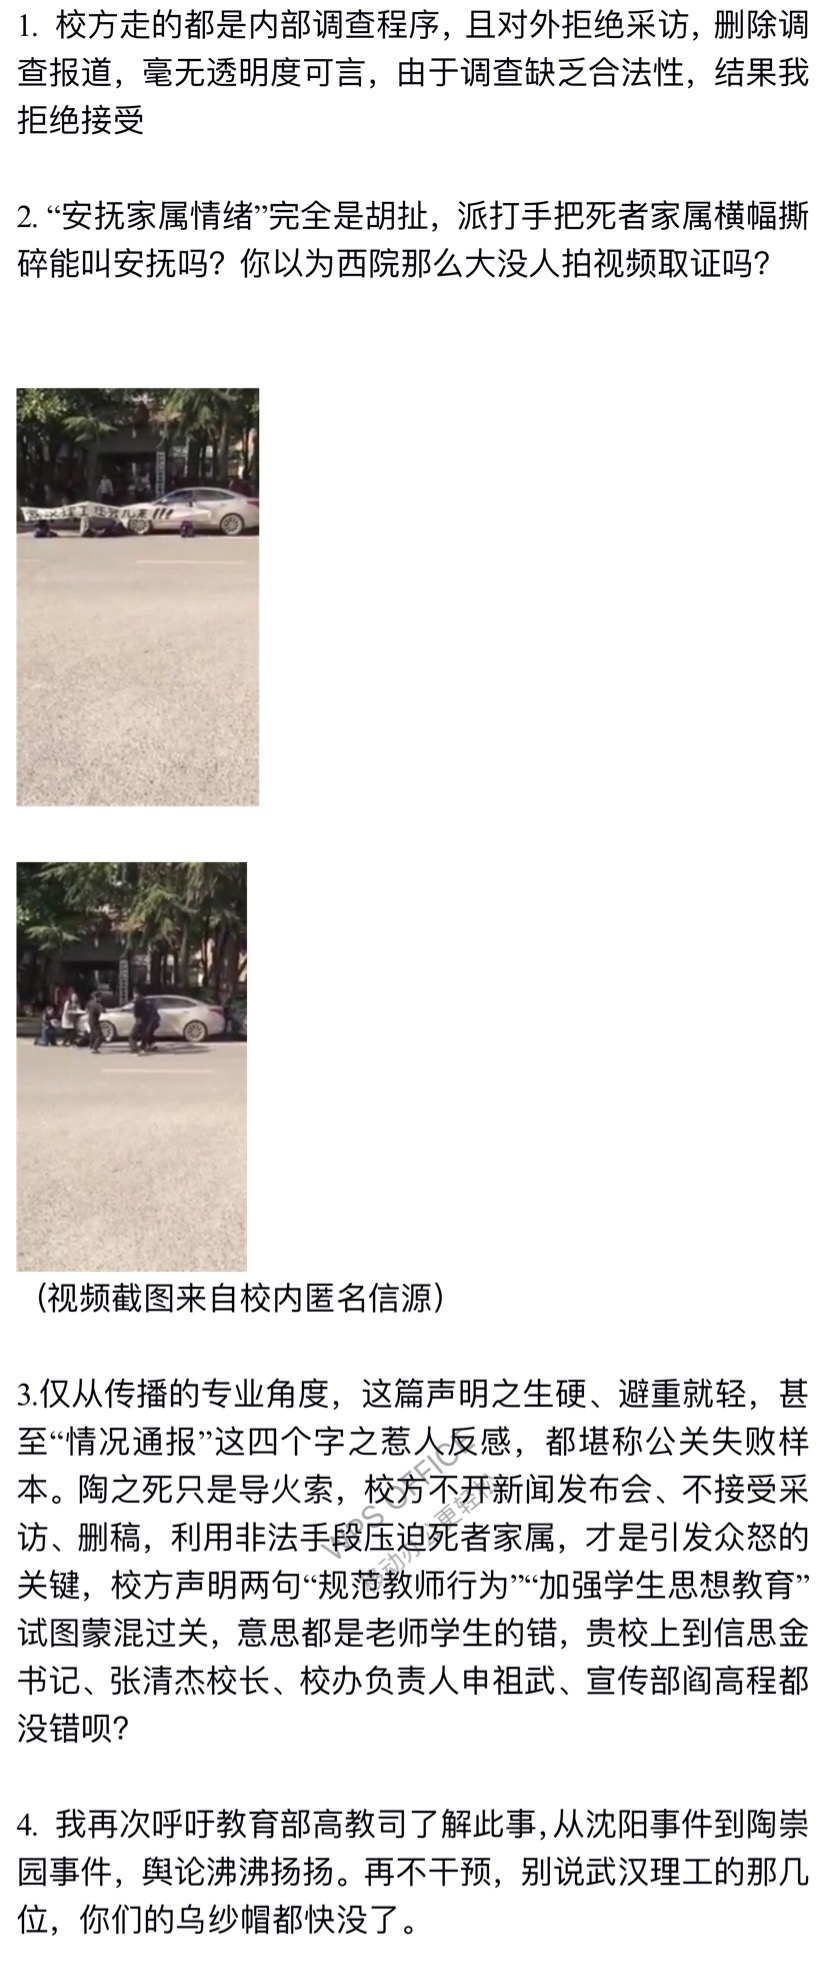 1. 校方走的都是内部调查程序，且对外拒绝采访，删除调
查报道，毫无透明度可言，由于调查缺乏合法性，结果我
拒绝接受
2. “安抚家属情绪”完全是胡扯，派打手把死者家属横幅撕
碎能叫安抚吗？你以为西院那么大没人拍视频取证吗？
（视频截图来自校内匿名信源）
3.仅从传播的专业角度，这篇声明之生硬、避重就轻，甚
至“情况通报”这四个字之惹人反感，都堪称公关失败样
本。陶之死只是导火索，校方不开新闻发布会、不接受采
访、删稿，利用非法手段压迫死者家属，才是引发众怒的
关键，校方声明两句“规范教师行为”“加强学生思想教育”
试图蒙混过关，意思都是老师学生的错，贵校上到信思金
书记、张清杰校长、校办负责人申祖武、宣传部阎高程都
没错呗？
WPS OFFICE
移动办公更轻松
4. 我再次呼吁教育部高教司了解此事,从沈阳事件到陶崇
园事件，舆论沸沸扬扬。再不干预，别说武汉理工的那几
位，你们的乌纱帽都快没了。